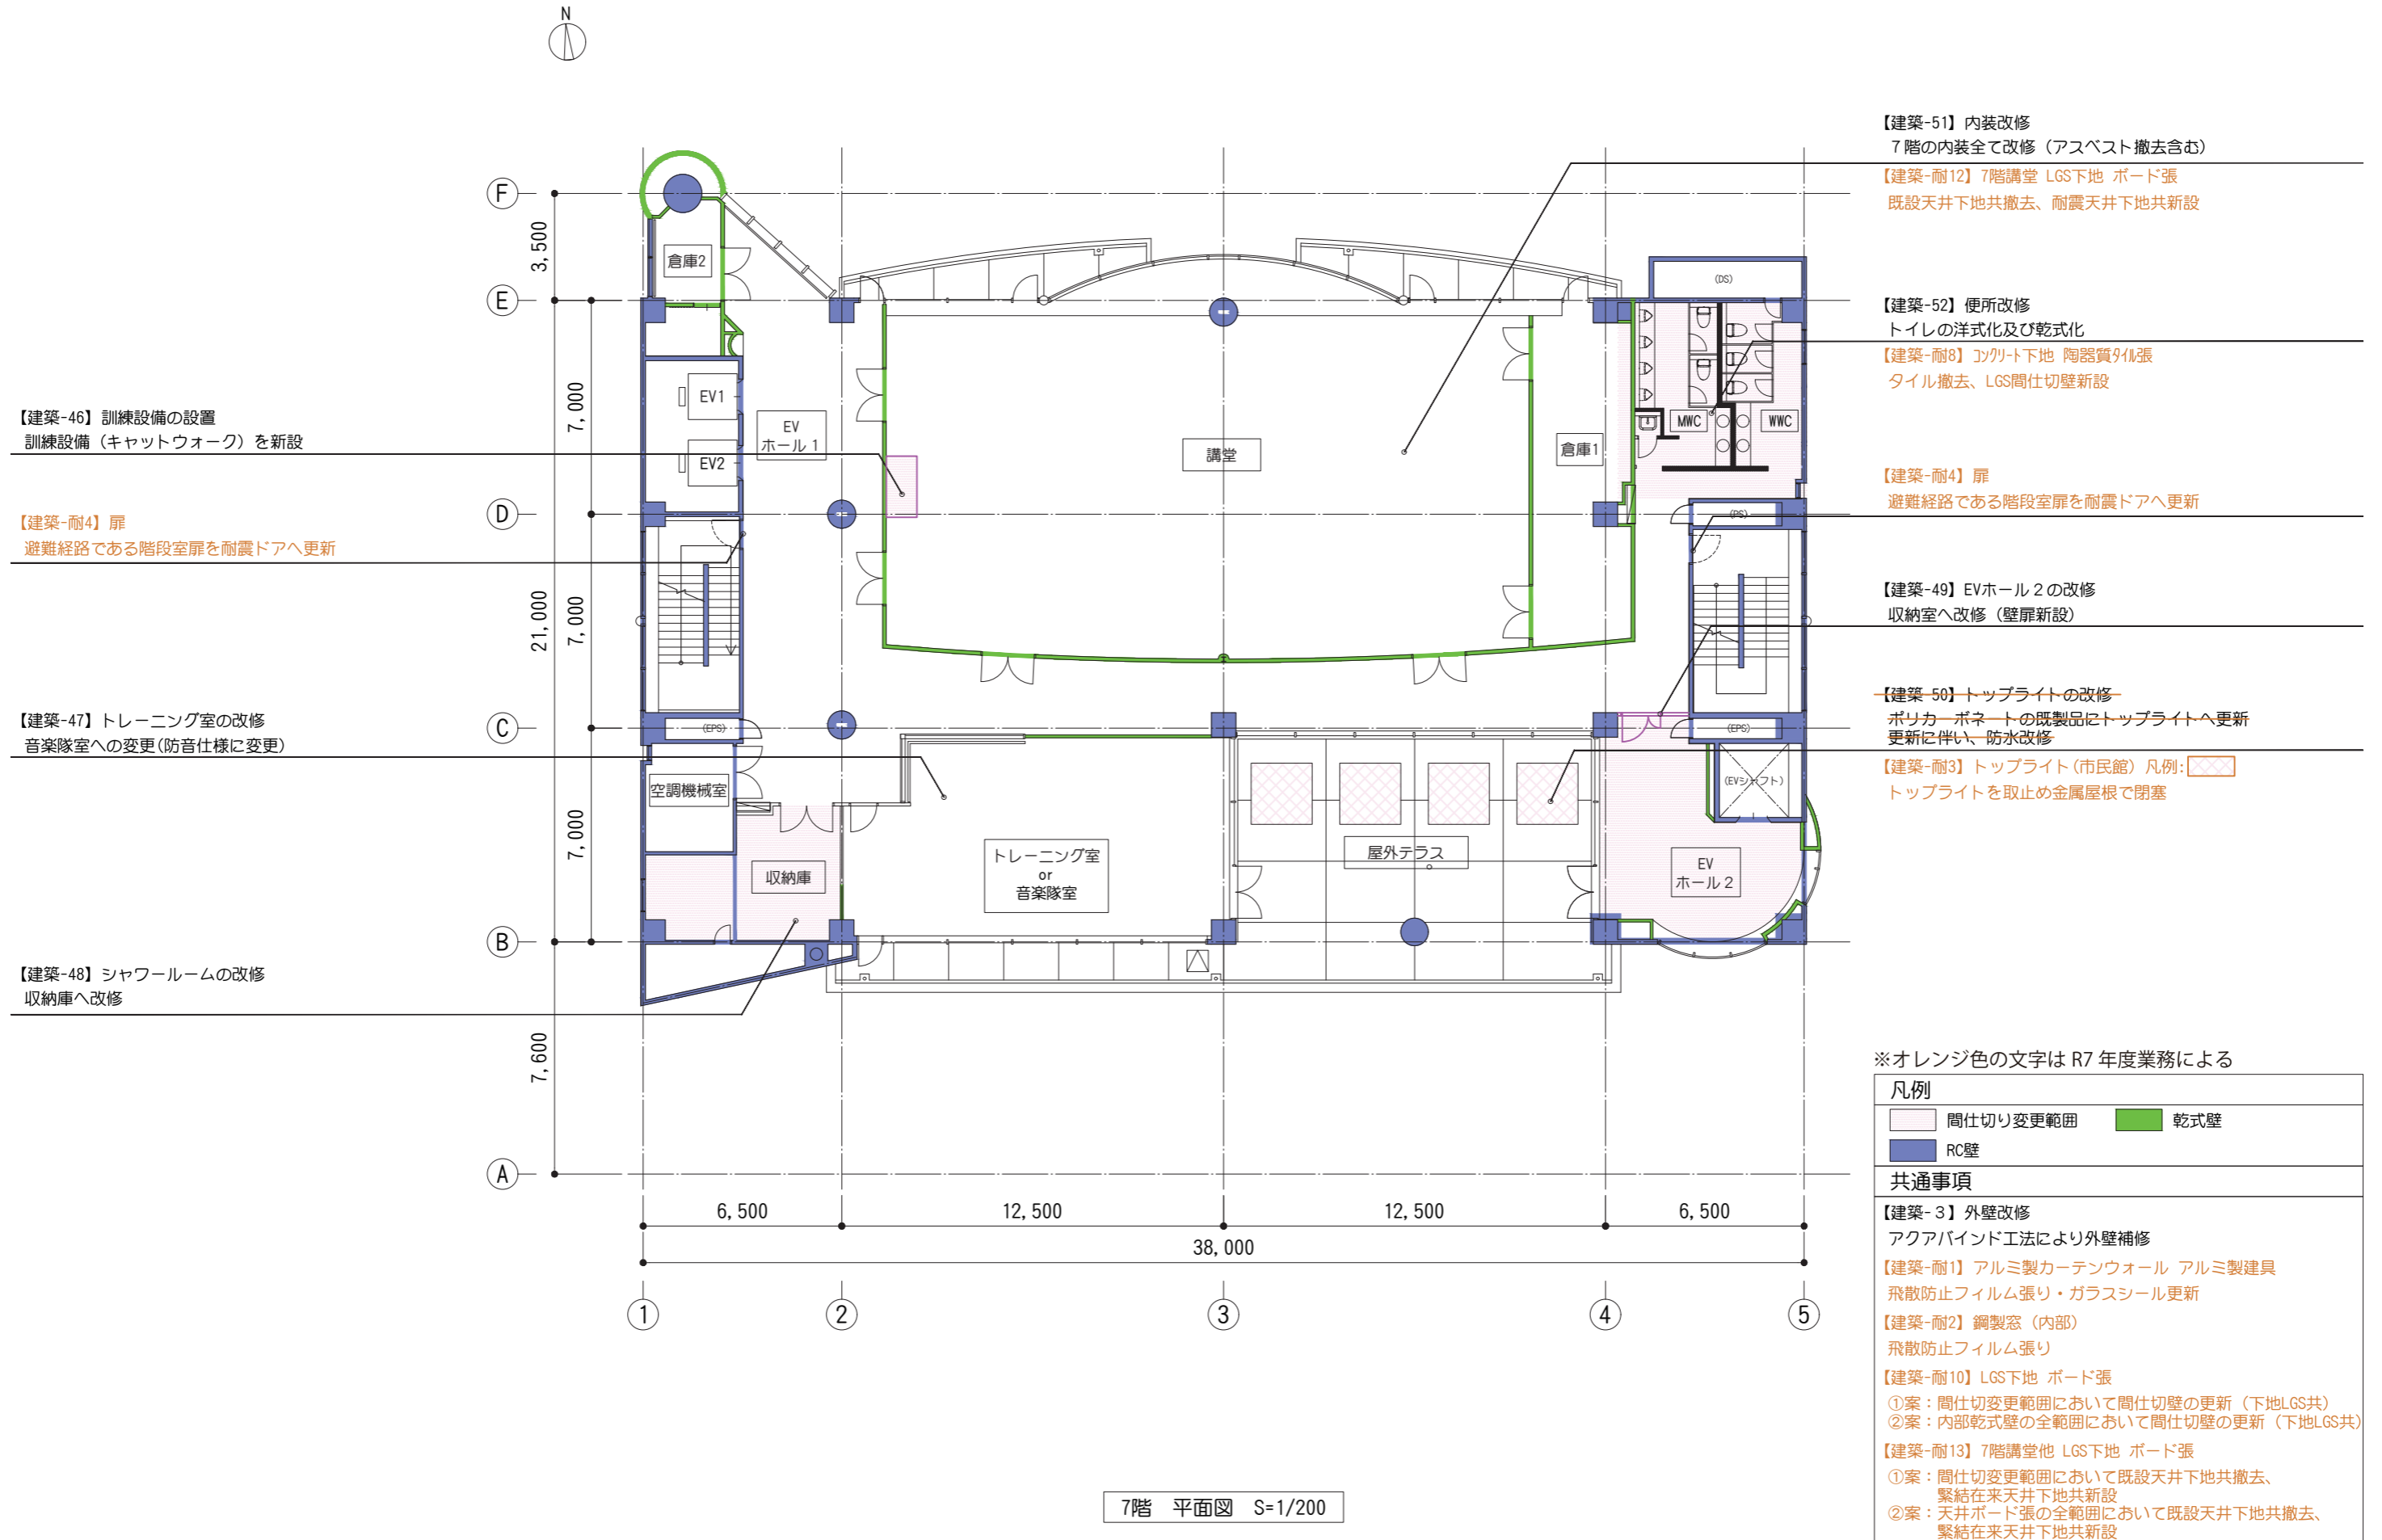 N
【建築-51】内装改修
７階の内装全て改修（アスベスト撤去含む）
【建築-耐12】7階講堂 LGS下地 ボード張
既設天井下地共撤去、耐震天井下地共新設
【建築-52】便所改修
トイレの洋式化及び乾式化
【建築-耐8】コンクリート下地 陶器質タイル張
タイル撤去、LGS間仕切壁新設
【建築-耐4】扉
避難経路である階段室扉を耐震ドアへ更新
【建築-49】EVホール２の改修
収納室へ改修（壁扉新設）
【建築-50】トップライトの改修
ポリカーボネートの既製品にトップライトへ更新
更新に伴い、防水改修
【建築-耐3】トップライト(市民館) 凡例:
トップライトを取止め金属屋根で閉塞
【建築-46】訓練設備の設置
訓練設備（キャットウォーク）を新設
【建築-耐4】扉
避難経路である階段室扉を耐震ドアへ更新
【建築-47】トレーニング室の改修
音楽隊室への変更(防音仕様に変更)
【建築-48】シャワールームの改修
収納庫へ改修
F
E
D
C
B
A
3,500
7,000
7,000
7,000
21,000
7,600
倉庫2
EV1
EV2
EV
ホール１
講堂
倉庫1
(DS)
MWC
WWC
(PS)
(EPS)
(EPS)
(EVシャフト)
空調機械室
収納庫
トレーニング室
or
音楽隊室
屋外テラス
EV
ホール２
6,500
12,500
12,500
6,500
38,000
1
2
3
4
5
7階 平面図 S=1/200
※オレンジ色の文字は R7 年度業務による
凡例
間仕切り変更範囲
乾式壁
RC壁
共通事項
【建築-３】外壁改修
アクアバインド工法により外壁補修
【建築-耐1】アルミ製カーテンウォール アルミ製建具
飛散防止フィルム張り・ガラスシール更新
【建築-耐2】鋼製窓（内部）
飛散防止フィルム張り
【建築-耐10】LGS下地 ボード張
①案：間仕切変更範囲において間仕切壁の更新（下地LGS共）
②案：内部乾式壁の全範囲において間仕切壁の更新（下地LGS共）
【建築-耐13】7階講堂他 LGS下地 ボード張
①案：間仕切変更範囲において既設天井下地共撤去、
緊結在来天井下地共新設
②案：天井ボード張の全範囲において既設天井下地共撤去、
緊結在来天井下地共新設